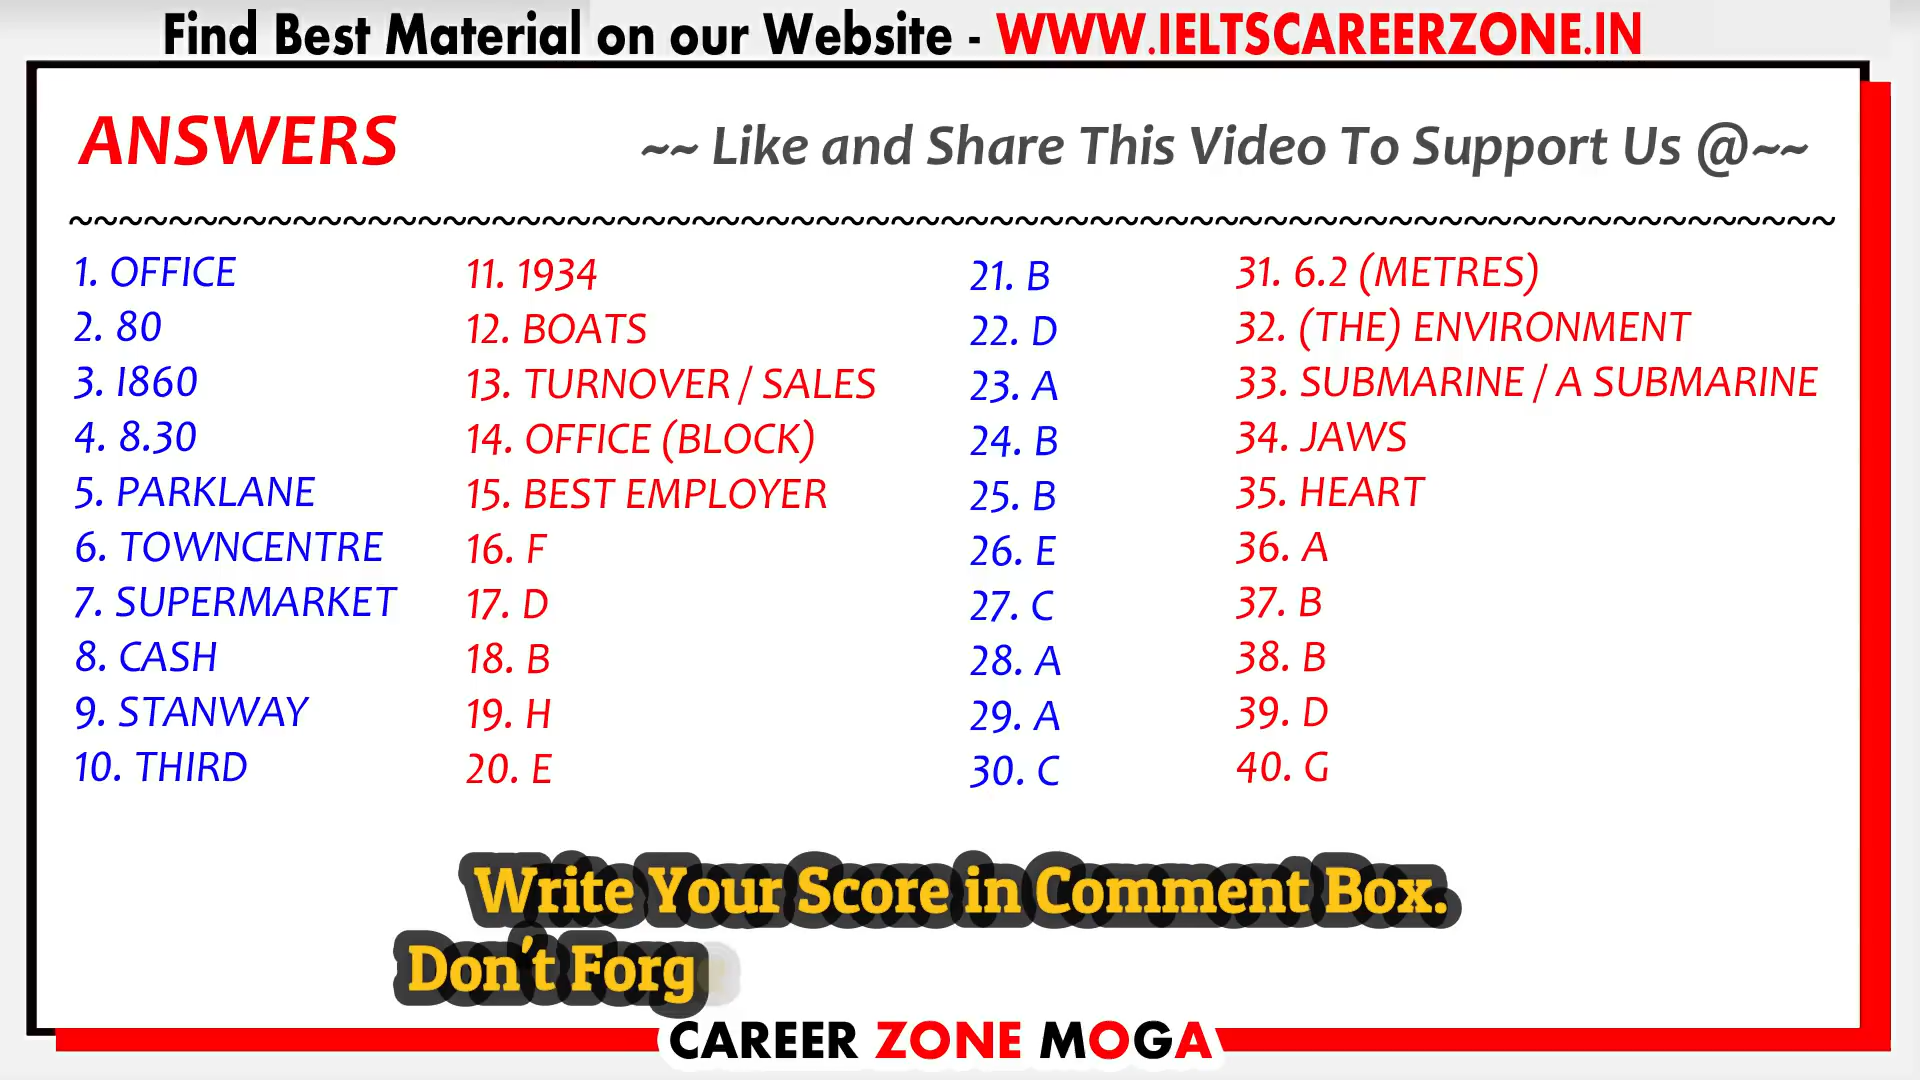 Find Best Material on our Website - WWW.IELTSCAREERZONE.IN
ANSWERS
~~ Like and Share This Video To Support Us @~~
1. OFFICE
2. 80
3. I860
4. 8.30
5. PARKLANE
6. TOWNCENTRE
7. SUPERMARKET
8. CASH
9. STANWAY
10. THIRD
11. 1934
12. BOATS
13. TURNOVER / SALES
14. OFFICE (BLOCK)
15. BEST EMPLOYER
16. F
17. D
18. B
19. H
20. E
21. B
22. D
23. A
24. B
25. B
26. E
27. C
28. A
29. A
30. C
31. 6.2 (METRES)
32. (THE) ENVIRONMENT
33. SUBMARINE / A SUBMARINE
34. JAWS
35. HEART
36. A
37. B
38. B
39. D
40. G
Write Your Score in Comment Box.
Don't Forg
CAREER ZONE MOGA